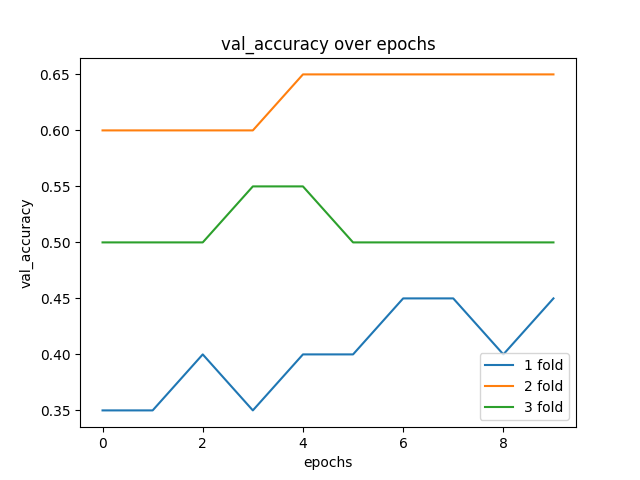 val_accuracy over epochs
val_accuracy
0.65
0.60
0.55
0.50
0.45
0.40
0.35
0
2
4
6
8
epochs
1 fold
2 fold
3 fold